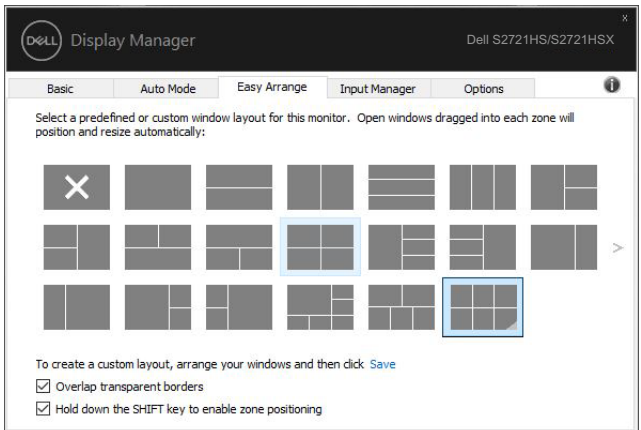 DELL Display Manager Dell S2721HS/S2721HSX
Basic Auto Mode Easy Arrange Input Manager Options
Select a predefined or custom window layout for this monitor. Open windows dragged into each zone will
position and resize automatically:
To create a custom layout, arrange your windows and then click Save
Overlap transparent borders
Hold down the SHIFT key to enable zone positioning